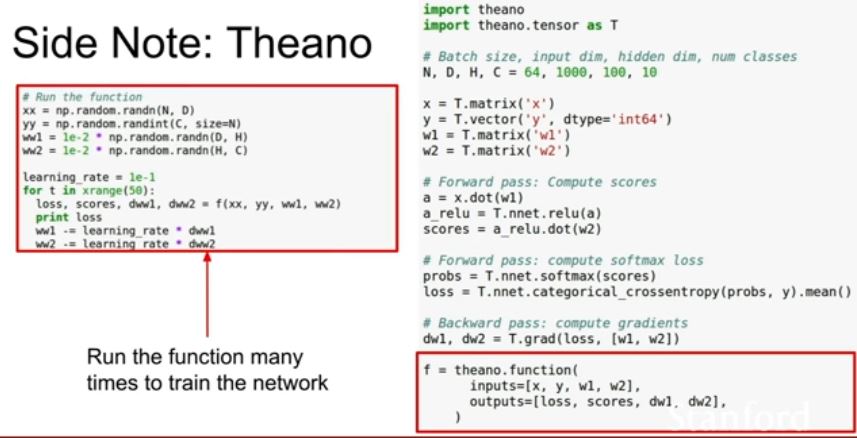 Side Note: Theano
# Run the function
xx = np.random.randn(N, D)
yy = np.random.randint(C, size=N)
ww1 = 1e-2 * np.random.randn(D, H)
ww2 = 1e-2 * np.random.randn(H, C)
learning_rate = 1e-1
for t in xrange(50):
  loss, scores, dww1, dww2 = f(xx, yy, ww1, ww2)
  print loss
  ww1 -= learning_rate * dww1
  ww2 -= learning_rate * dww2
Run the function many
times to train the network
import theano
import theano.tensor as T
# Batch size, input dim, hidden dim, num classes
N, D, H, C = 64, 1000, 100, 10
x = T.matrix('x')
y = T.vector('y', dtype='int64')
w1 = T.matrix('w1')
w2 = T.matrix('w2')
# Forward pass: Compute scores
a = x.dot(w1)
a_relu = T.nnet.relu(a)
scores = a_relu.dot(w2)
# Forward pass: compute softmax loss
probs = T.nnet.softmax(scores)
loss = T.nnet.categorical_crossentropy(probs, y).mean()
# Backward pass: compute gradients
dw1, dw2 = T.grad(loss, [w1, w2])
f = theano.function(
      inputs=[x, y, w1, w2],
      outputs=[loss, scores, dw1, dw2],
    )
Stanford